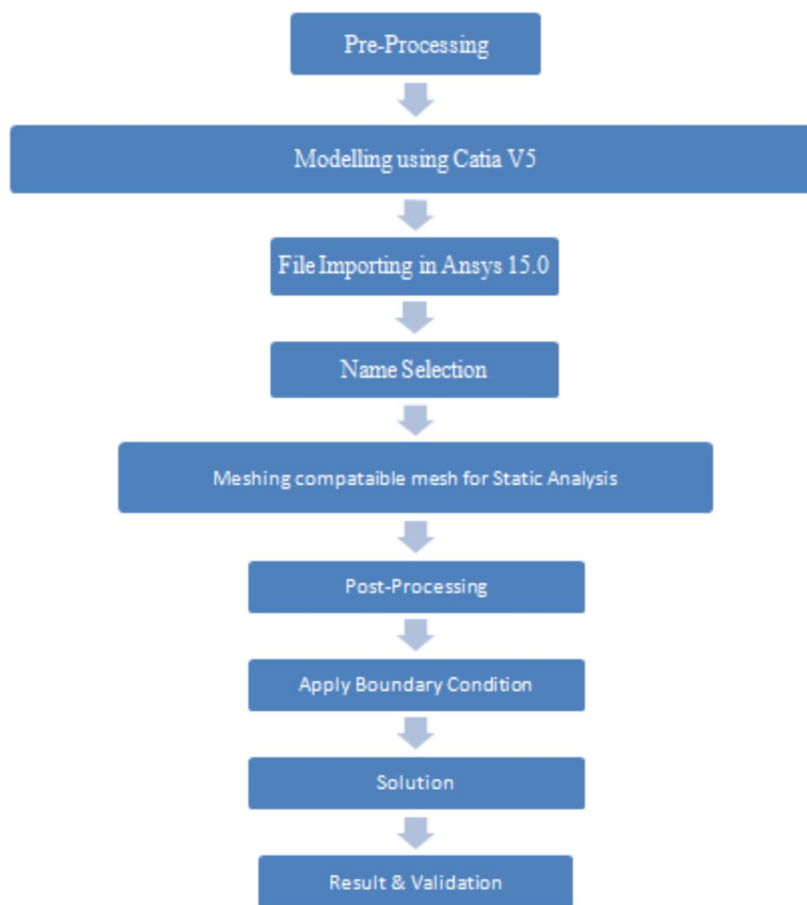 Pre-Processing
Modelling using Catia V5
File Importing in Ansys 15.0
Name Selection
Meshing compataible mesh for Static Analysis
Post-Processing
Apply Boundary Condition
Solution
Result & Validation